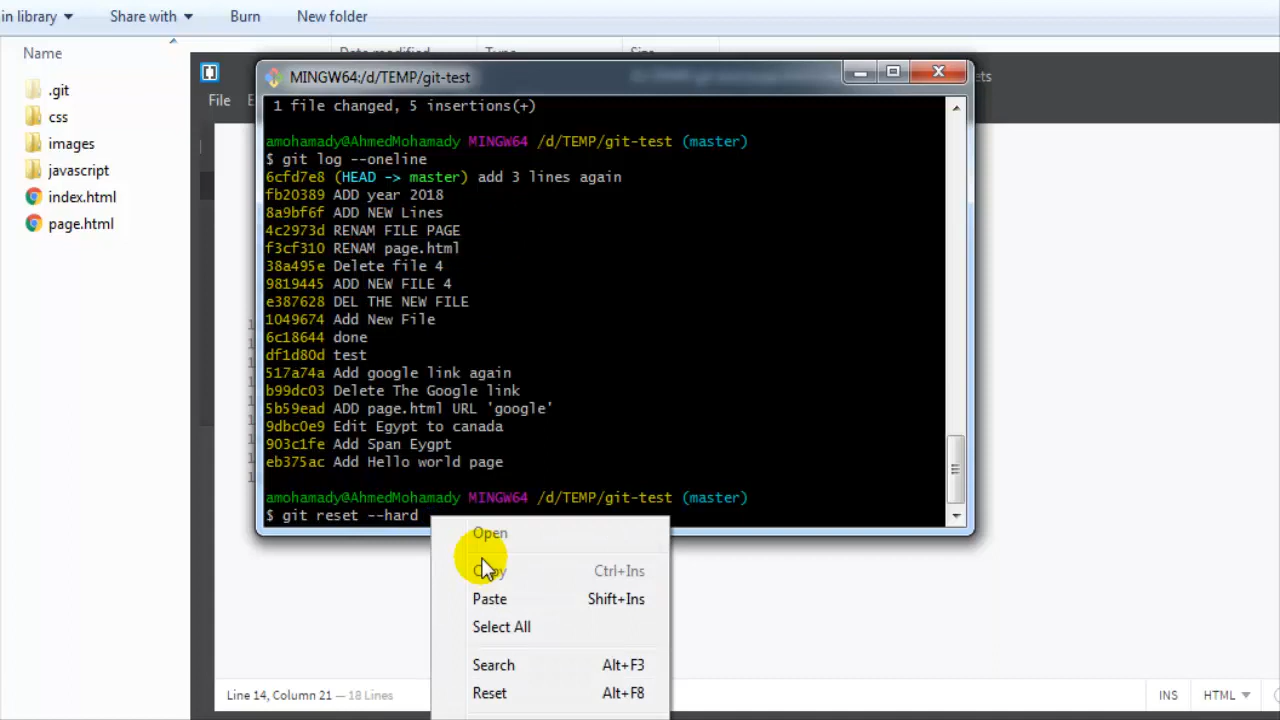 in library
Share with
Burn
New folder
Name
Date modified
Type
Size
.git
css
images
javascript
index.html
page.html
File
MINGW64:/d/TEMP/git-test
1 file changed, 5 insertions(+)
amohamady@AhmedMohamady MINGW64 /d/TEMP/git-test (master)
$ git log --oneline
6cfd7e8 (HEAD -> master) add 3 lines again
fb20389 ADD year 2018
8a9bf6f ADD NEW Lines
4c2973d RENAM FILE PAGE
f3cf310 RENAM page.html
38a495e Delete file 4
9819445 ADD NEW FILE 4
e387628 DEL THE NEW FILE
1049674 Add New File
6c18644 done
df1d80d test
517a74a Add google link again
b99dc03 Delete The Google link
5b59ead ADD page.html URL 'google'
9dbc0e9 Edit Egypt to canada
903c1fe Add Span Eygpt
eb375ac Add Hello world page
amohamady@AhmedMohamady MINGW64 /d/TEMP/git-test (master)
$ git reset --hard
Open
Copy Ctrl+Ins
Paste Shift+Ins
Select All
Search Alt+F3
Reset Alt+F8
Line 14, Column 21 — 18 Lines
INS
HTML